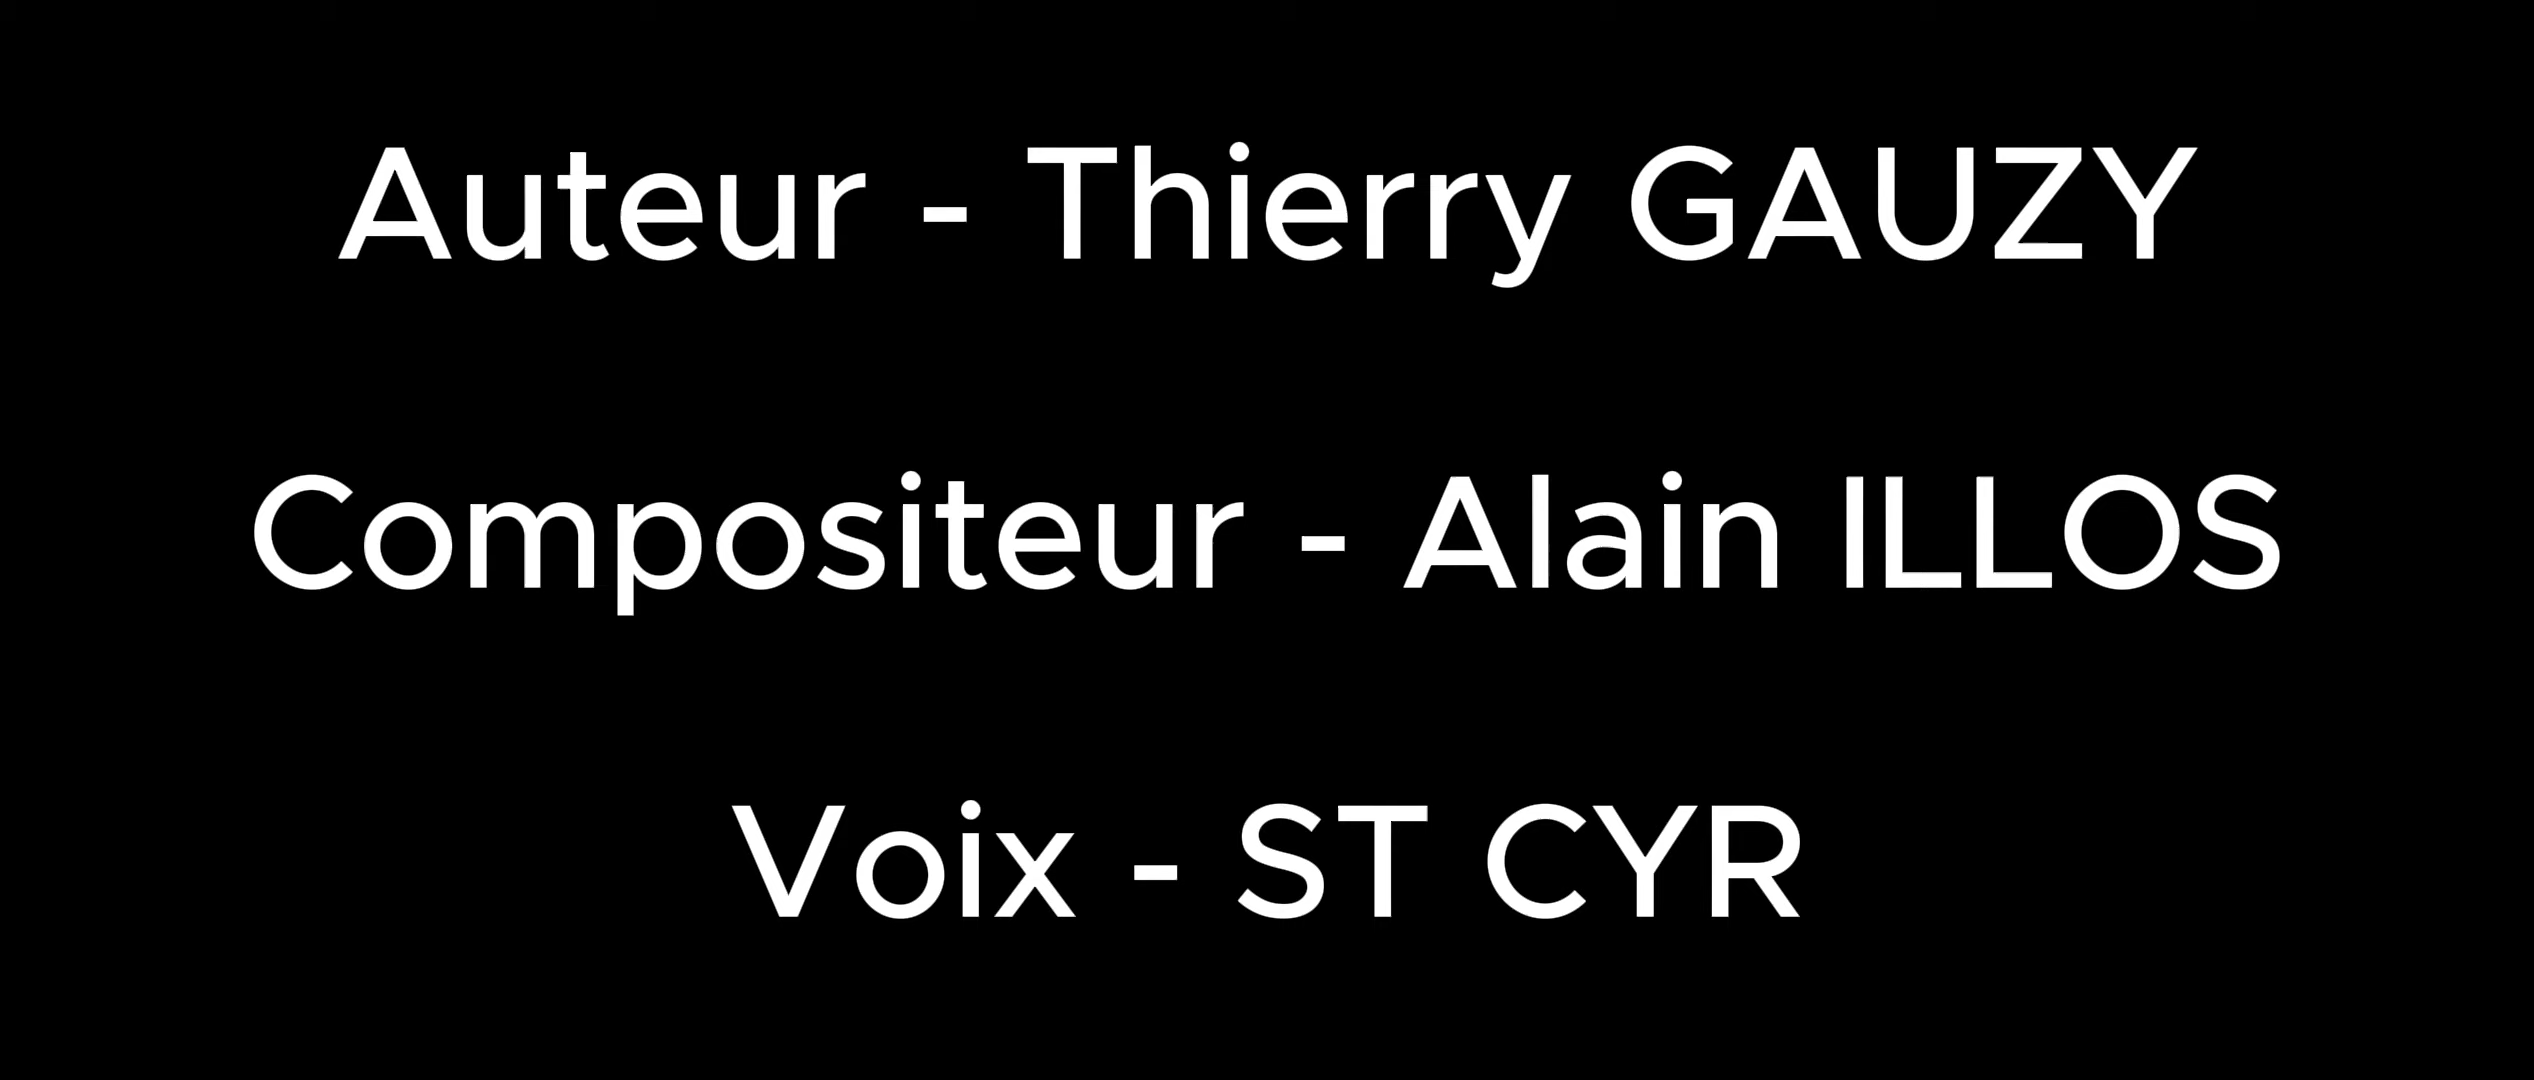 Auteur - Thierry GAUZY
Compositeur - Alain ILLOS
Voix - ST CYR